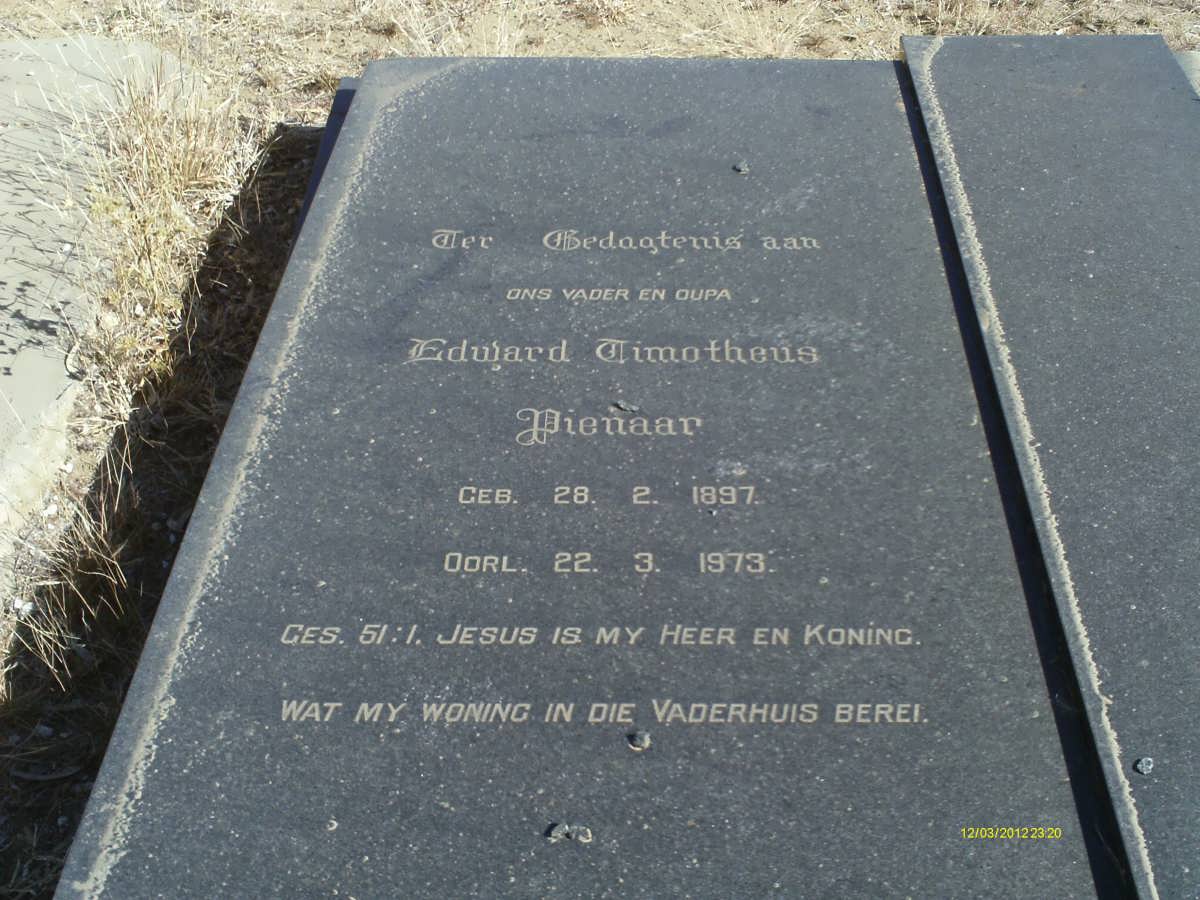 Ter Gedagtenis aan
ONS VADER EN OUPA
Edward Timotheus
Pienaar
GEB. 28. 2. 1897.
OORL. 22. 3. 1973.
GES. 51:1. JESUS IS MY HEER EN KONING.
WAT MY WONING IN DIE VADERHUIS BEREI.
12/03/2012 23:20